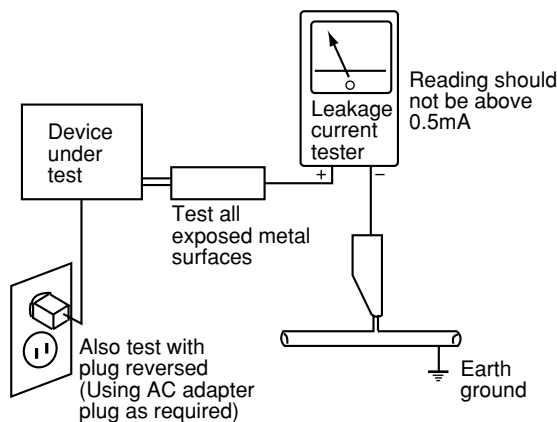 Device
under
test
Leakage
current
tester
Reading should
not be above
0.5mA
+
−
Test all
exposed metal
surfaces
Also test with
plug reversed
(Using AC adapter
plug as required)
Earth
ground